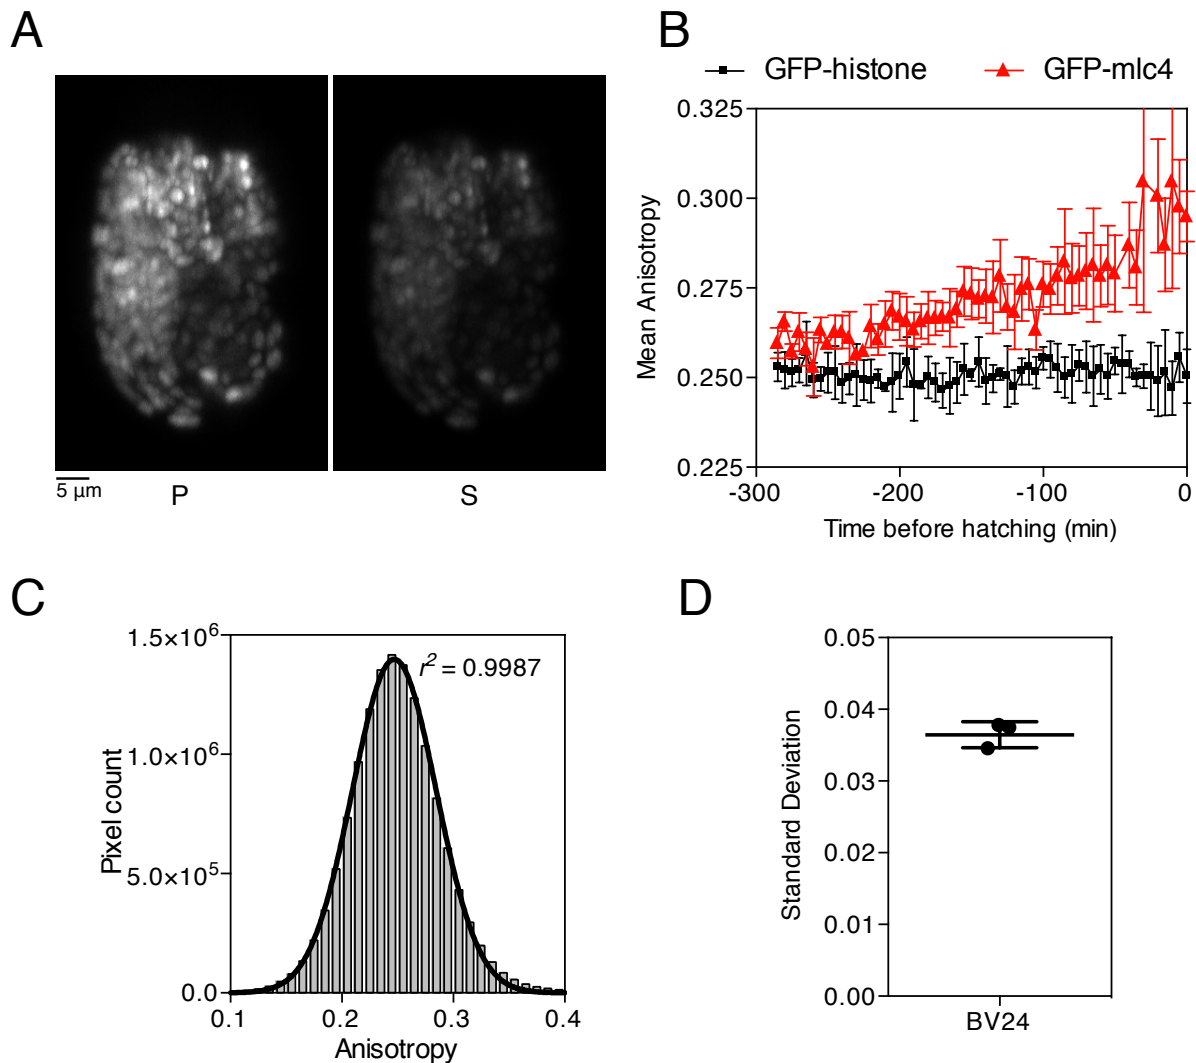 A
5 µm
P
S
B
GFP-histone
GFP-mlc4
0.325
0.300
0.275
0.250
0.225
Mean Anisotropy
-300
-200
-100
0
Time before hatching (min)
C
1.5×10⁶
1.0×10⁶
5.0×10⁵
0.0
Pixel count
r² = 0.9987
0.1
0.2
0.3
0.4
Anisotropy
D
0.05
0.04
0.03
0.02
0.01
0.00
Standard Deviation
BV24